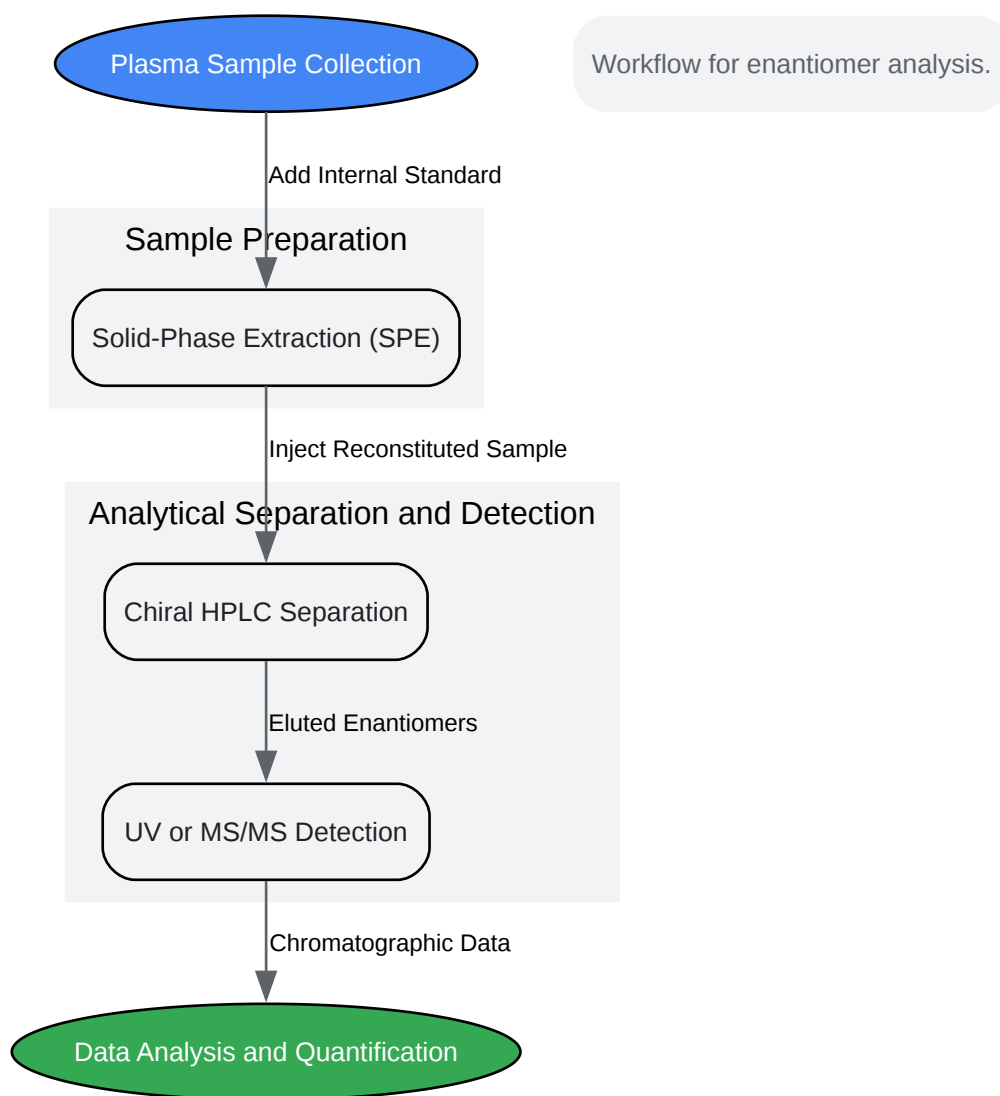 Plasma Sample Collection
Workflow for enantiomer analysis.
Add Internal Standard
Sample Preparation
Solid-Phase Extraction (SPE)
Inject Reconstituted Sample
Analytical Separation and Detection
Chiral HPLC Separation
Eluted Enantiomers
UV or MS/MS Detection
Chromatographic Data
Data Analysis and Quantification